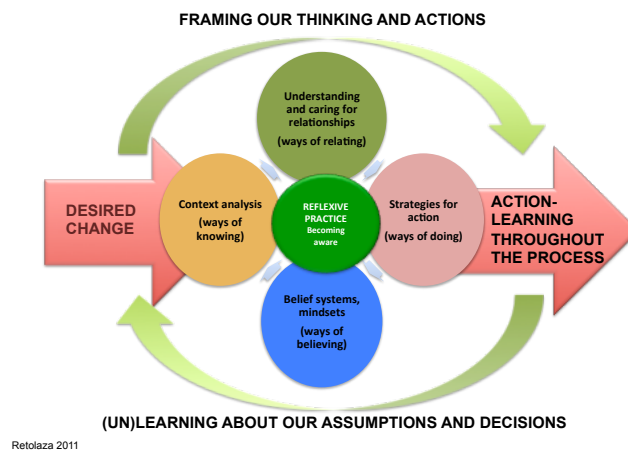 FRAMING OUR THINKING AND ACTIONS
Understanding
and caring for
relationships
(ways of relating)
DESIRED
CHANGE
Context analysis
(ways of
knowing)
REFLEXIVE
PRACTICE
Becoming
aware
Strategies for
action
(ways of doing)
ACTION-
LEARNING
THROUGHOUT
THE PROCESS
Belief systems,
mindsets
(ways of
believing)
(UN)LEARNING ABOUT OUR ASSUMPTIONS AND DECISIONS
Retolaza 2011